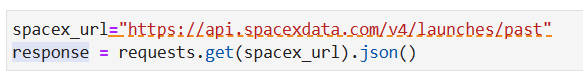 spacex_url="https://api.spacexdata.com/v4/launches/past"
response = requests.get(spacex_url).json()